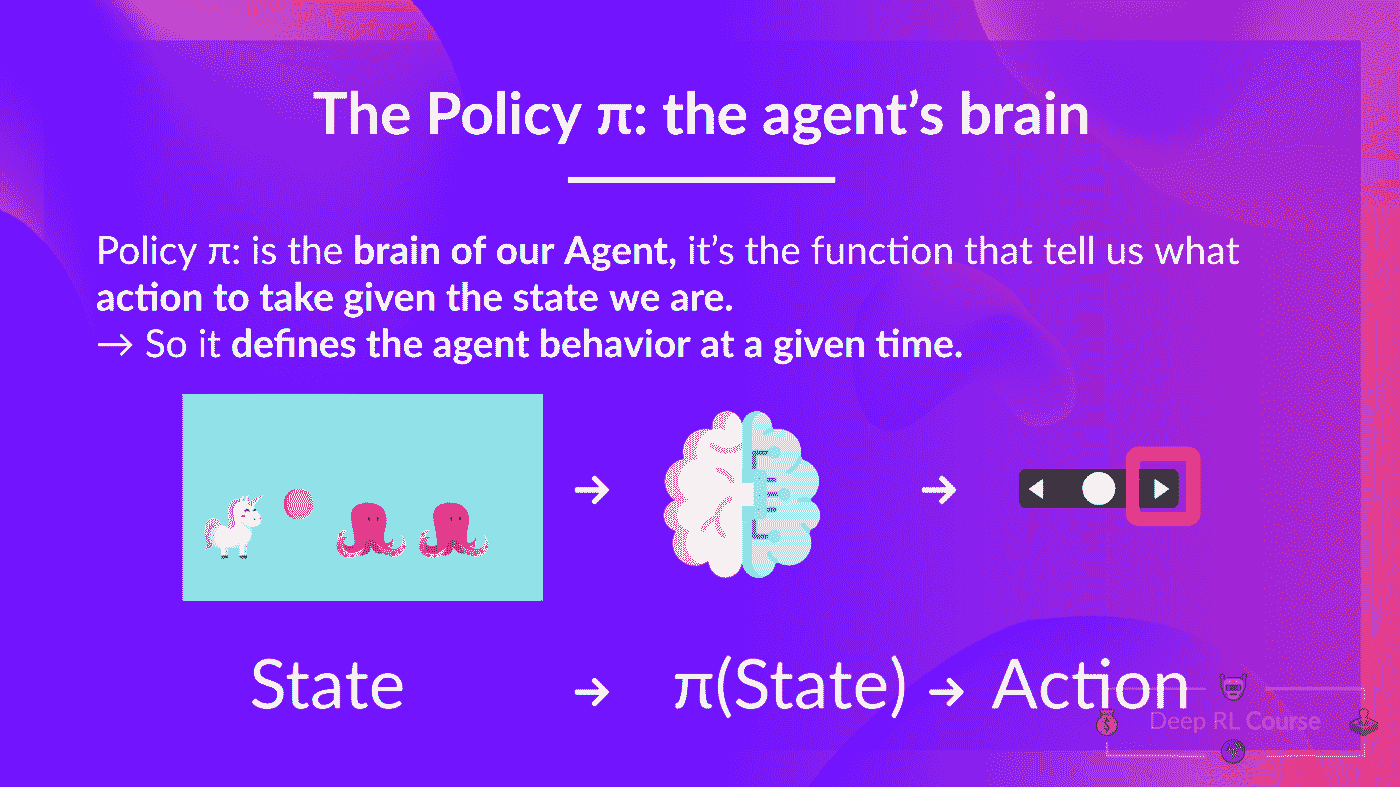 The Policy π: the agent’s brain
Policy π: is the brain of our Agent, it’s the function that tell us what
action to take given the state we are.
→ So it defines the agent behavior at a given time.
State → π(State) → Action
Deep RL Course